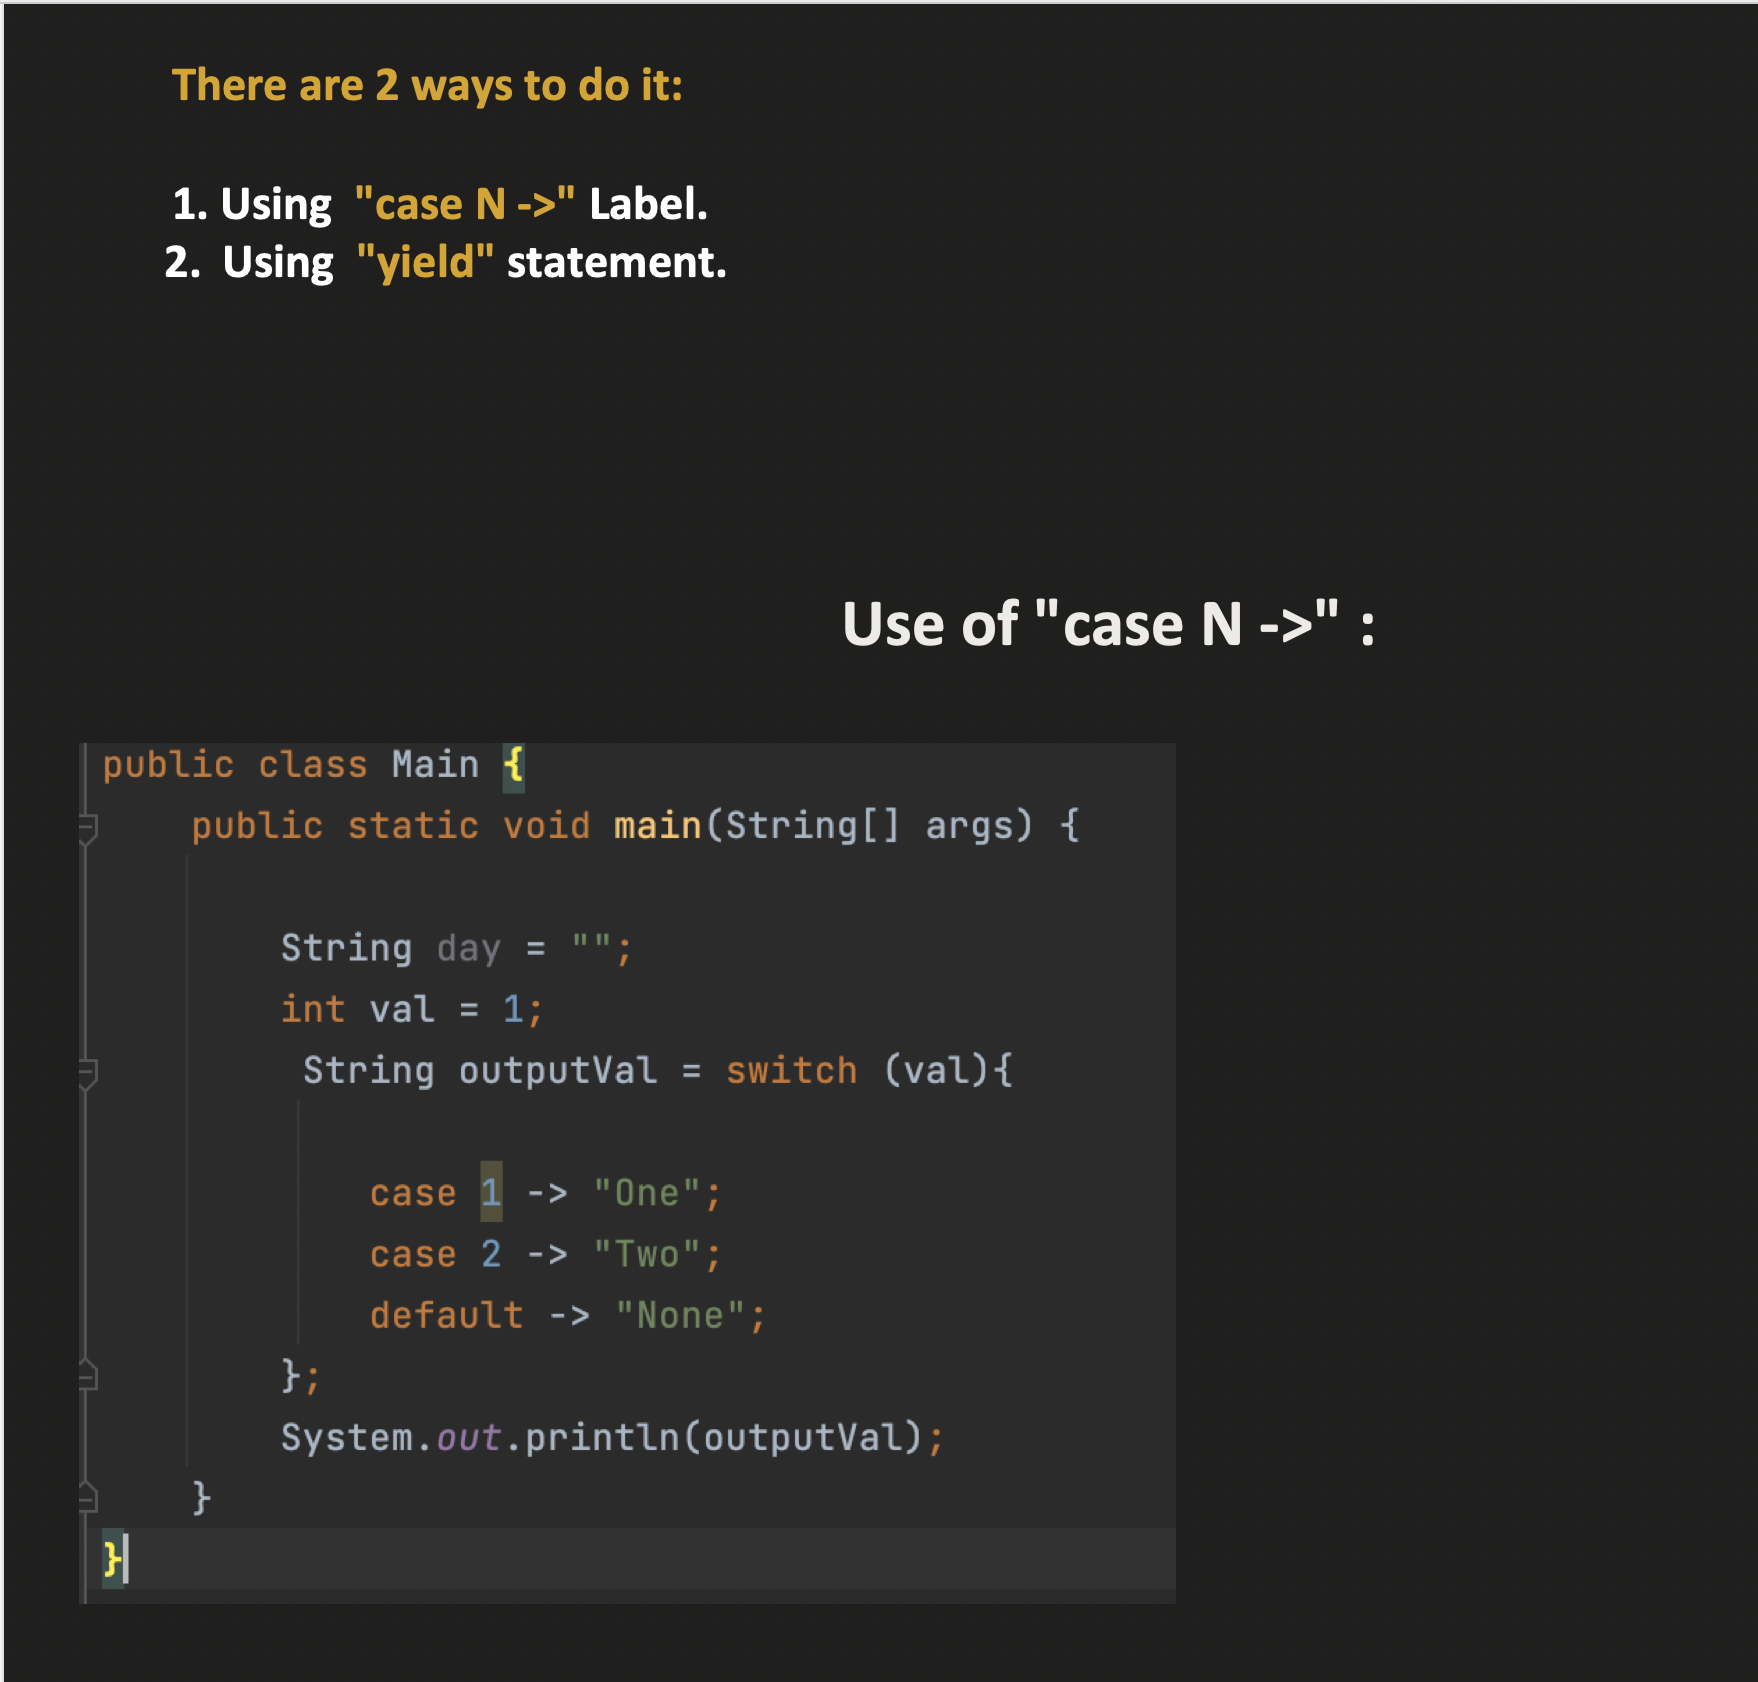 There are 2 ways to do it:
1. Using "case N ->" Label.
2. Using "yield" statement.
Use of "case N ->" :
public class Main {
public static void main(String[] args) {
String day = "";
int val = 1;
String outputVal = switch (val){
case 1 -> "One";
case 2 -> "Two";
default -> "None";
};
System.out.println(outputVal);
}
}